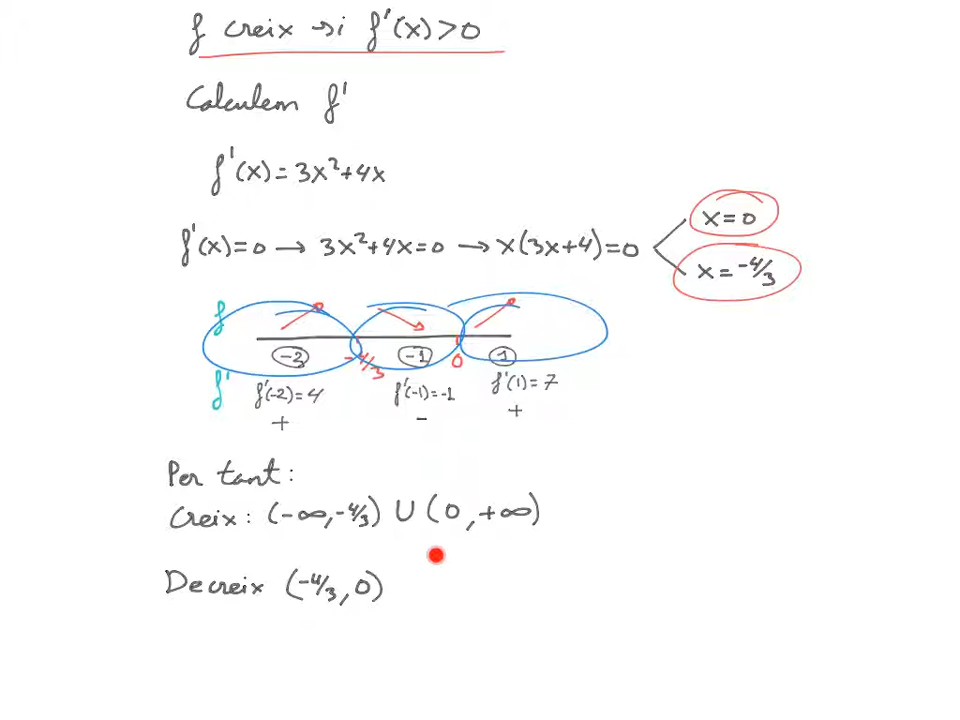 f creix si f'(x)>0
Calculem f'
f'(x)=3x²+4x
f'(x)=0 → 3x²+4x=0 → x(3x+4)=0
x=0
x=-4/3
f
-2 -4/3 -1 0 1
f'
f'(-2)=4 f'(-1)=-1 f'(1)=7
+ - +
Per tant:
Creix: (-∞,-4/3) ∪ (0,+∞)
Decreix (-4/3,0)